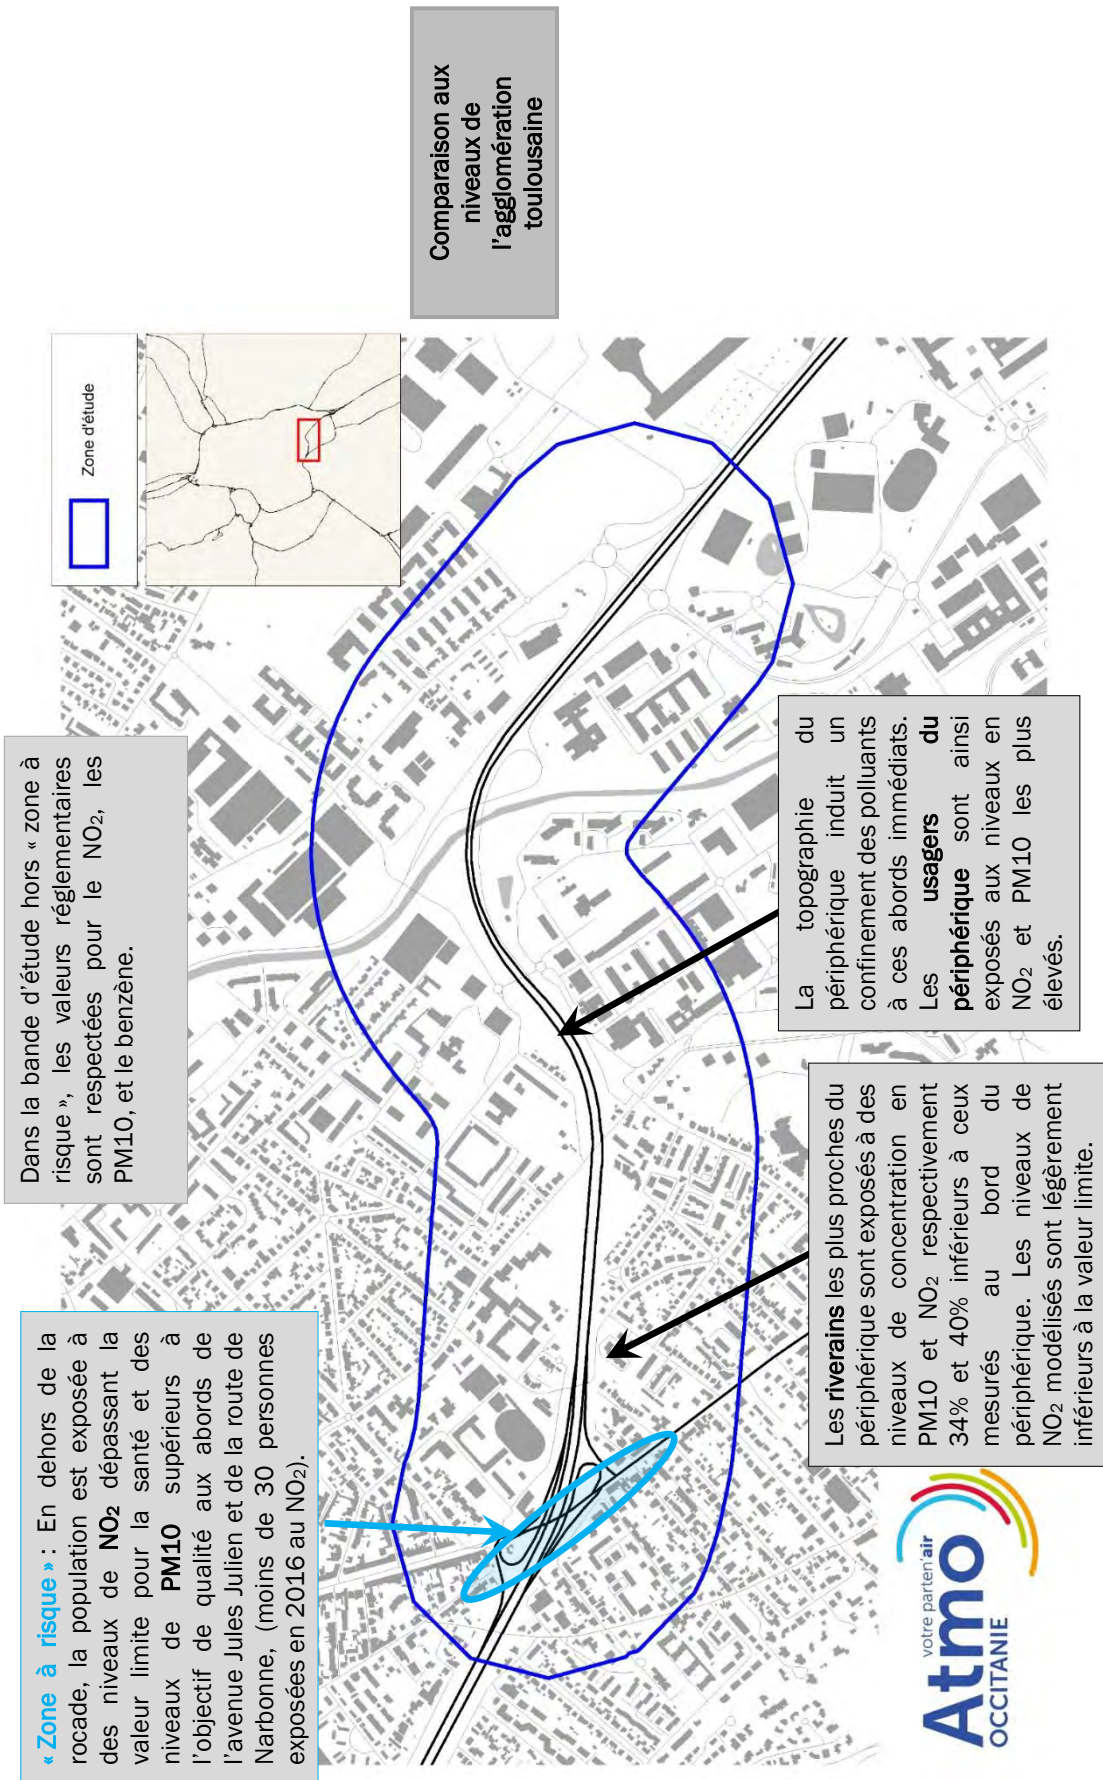 « Zone à risque » : En dehors de la
rocade, la population est exposée à
des niveaux de NO₂ dépassant la
valeur limite pour la santé et des
niveaux de PM10 supérieurs à
l'objectif de qualité aux abords de
l'avenue Jules Julien et de la route de
Narbonne, (moins de 30 personnes
exposées en 2016 au NO₂).
Dans la bande d'étude hors « zone à
risque », les valeurs réglementaires
sont respectées pour le NO₂, les
PM10, et le benzène.
Zone d'étude
Comparaison aux
niveaux de
l'agglomération
toulousaine
Les riverains les plus proches du
périphérique sont exposés à des
niveaux de concentration en
PM10 et NO₂ respectivement
34% et 40% inférieurs à ceux
mesurés au bord du
périphérique. Les niveaux de
NO₂ modélisés sont légèrement
inférieurs à la valeur limite.
La topographie du
périphérique induit un
confinement des polluants
à ces abords immédiats.
Les usagers du
périphérique sont ainsi
exposés aux niveaux en
NO₂ et PM10 les plus
élevés.
votre parten'air
Atmo
OCCITANIE